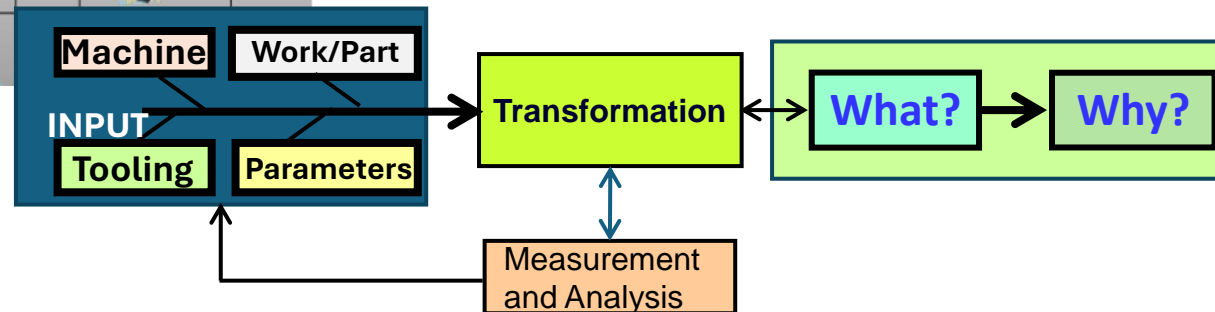 Machine
Work/Part
INPUT
Tooling
Parameters
Transformation
What?
Why?
Measurement
and Analysis